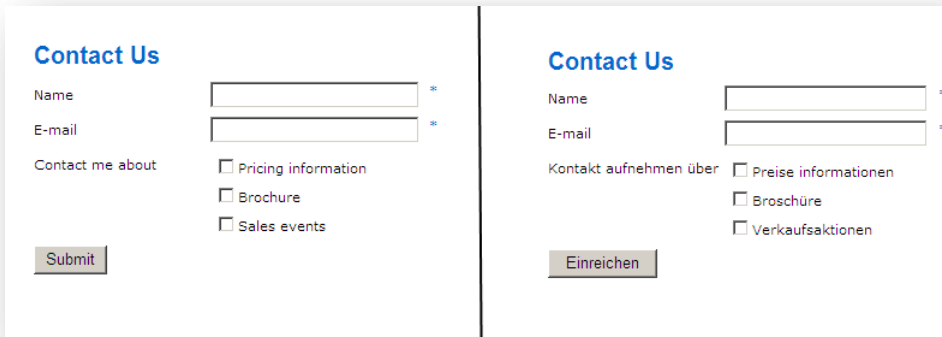 Contact Us
Name *
E-mail *
Contact me about
Pricing information
Brochure
Sales events
Submit
Contact Us
Name *
E-mail *
Kontakt aufnehmen über
Preise informationen
Broschüre
Verkaufsaktionen
Einreichen